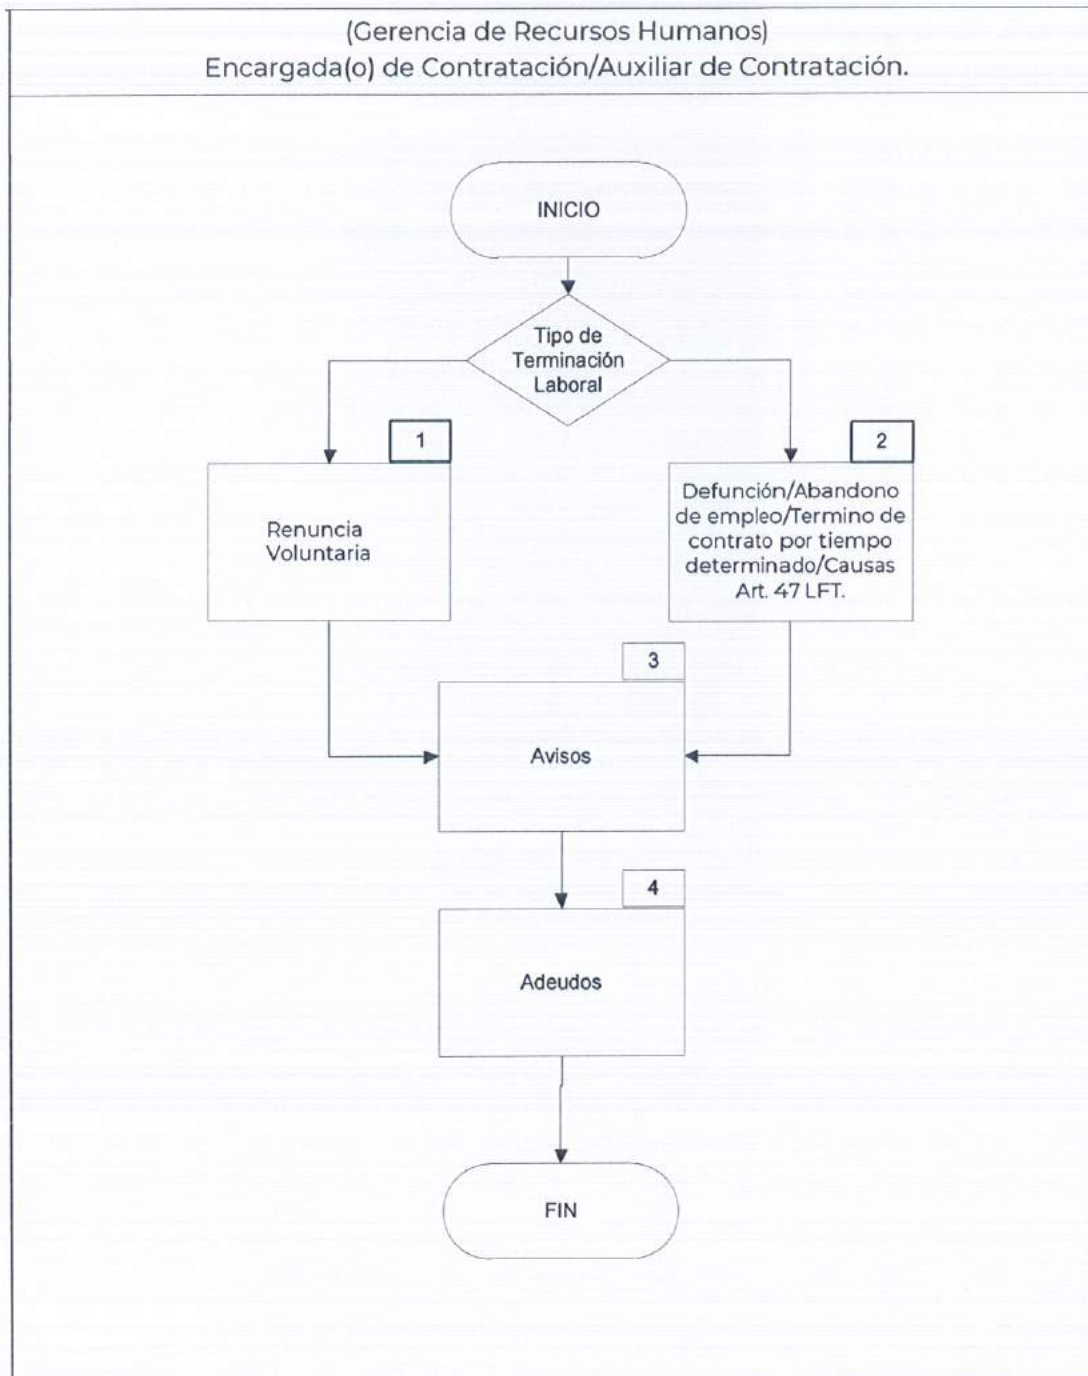 (Gerencia de Recursos Humanos)
Encargada(o) de Contratación/Auxiliar de Contratación.
INICIO
Tipo de
Terminación
Laboral
1
Renuncia
Voluntaria
2
Defunción/Abandono
de empleo/Termino de
contrato por tiempo
determinado/Causas
Art. 47 LFT.
3
Avisos
4
Adeudos
FIN